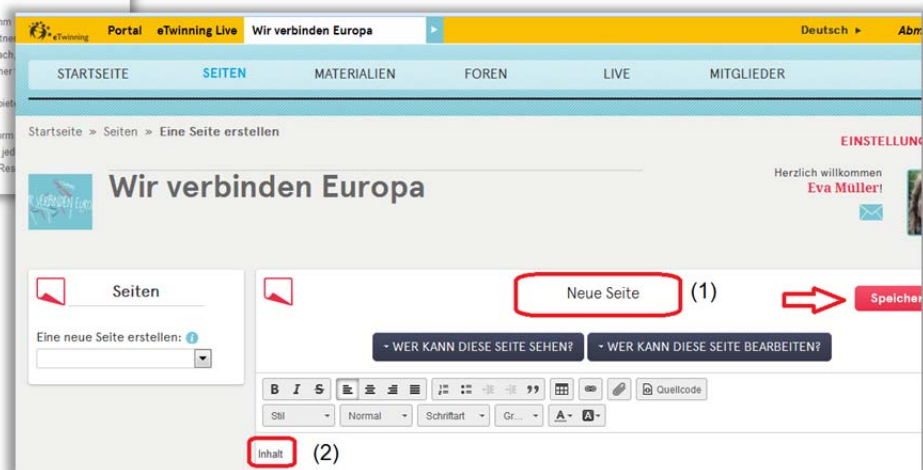 eTwinning Portal eTwinning Live Wir verbinden Europa Deutsch
STARTSEITE SEITEN MATERIALIEN FOREN LIVE MITGLIEDER
Startseite » Seiten » Eine Seite erstellen
EINSTELLUNG
Wir verbinden Europa
Herzlich willkommen
Eva Müller!
Seiten
Neue Seite (1)
Speicher
Eine neue Seite erstellen:
WER KANN DIESE SEITE SEHEN? WER KANN DIESE SEITE BEARBEITEN?
B I S Quellcode
Stil Normal Schriftart Gr... A A
Inhalt (2)